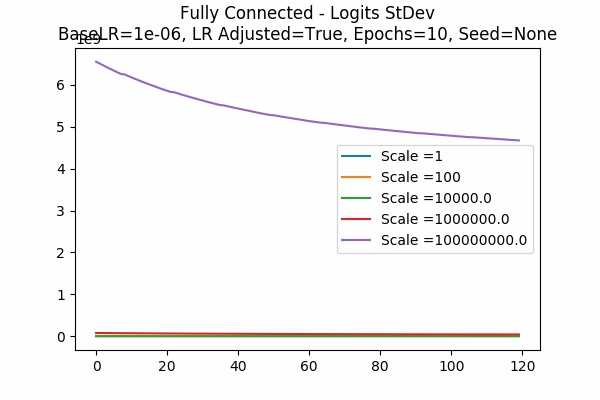 Fully Connected - Logits StDev
BaseLR=1e-06, LR Adjusted=True, Epochs=10, Seed=None
1e9
6
5
4
3
2
1
0
Scale =1
Scale =100
Scale =10000.0
Scale =1000000.0
Scale =100000000.0
0
20
40
60
80
100
120